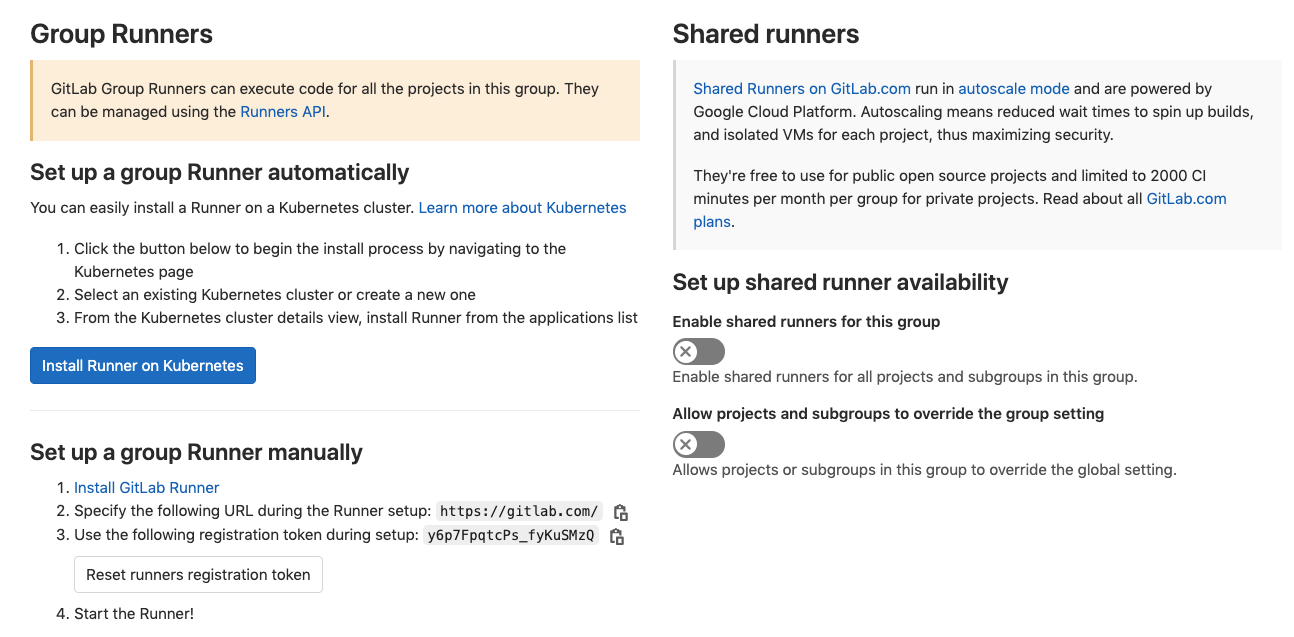 Group Runners
GitLab Group Runners can execute code for all the projects in this group. They
can be managed using the Runners API.
Set up a group Runner automatically
You can easily install a Runner on a Kubernetes cluster. Learn more about Kubernetes
1. Click the button below to begin the install process by navigating to the
Kubernetes page
2. Select an existing Kubernetes cluster or create a new one
3. From the Kubernetes cluster details view, install Runner from the applications list
Install Runner on Kubernetes
Set up a group Runner manually
1. Install GitLab Runner
2. Specify the following URL during the Runner setup: https://gitlab.com/
3. Use the following registration token during setup: y6p7FpqtcPs_fyKuSMzQ
Reset runners registration token
4. Start the Runner!
Shared runners
Shared Runners on GitLab.com run in autoscale mode and are powered by
Google Cloud Platform. Autoscaling means reduced wait times to spin up builds,
and isolated VMs for each project, thus maximizing security.
They're free to use for public open source projects and limited to 2000 CI
minutes per month per group for private projects. Read about all GitLab.com
plans.
Set up shared runner availability
Enable shared runners for this group
Enable shared runners for all projects and subgroups in this group.
Allow projects and subgroups to override the group setting
Allows projects or subgroups in this group to override the global setting.